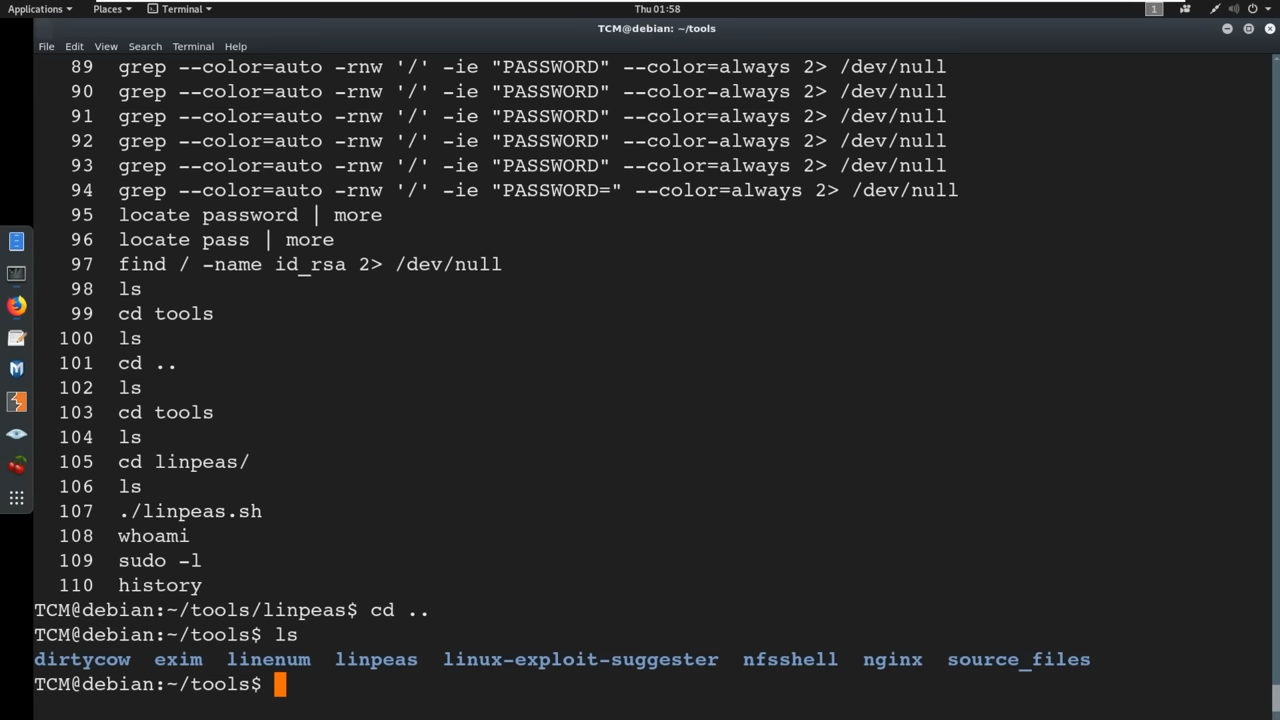 Applications Places Terminal Thu 01:58 1
TCM@debian: ~/tools
File Edit View Search Terminal Help
89 grep --color=auto -rnw '/' -ie "PASSWORD" --color=always 2> /dev/null
90 grep --color=auto -rnw '/' -ie "PASSWORD" --color-always 2> /dev/null
91 grep --color=auto -rnw '/' -ie "PASSWORD" --color=always 2> /dev/null
92 grep --color=auto -rnw '/' -ie "PASSWORD" --color=always 2> /dev/null
93 grep --color=auto -rnw '/' -ie "PASSWORD" --color=always 2> /dev/null
94 grep --color=auto -rnw '/' -ie "PASSWORD=" --color=always 2> /dev/null
95 locate password | more
96 locate pass | more
97 find / -name id_rsa 2> /dev/null
98 ls
99 cd tools
100 ls
101 cd ..
102 ls
103 cd tools
104 ls
105 cd linpeas/
106 ls
107 ./linpeas.sh
108 whoami
109 sudo -l
110 history
TCM@debian:~/tools/linpeas$ cd ..
TCM@debian:~/tools$ ls
dirtycow exim linenum linpeas linux-exploit-suggester nfsshell nginx source_files
TCM@debian:~/tools$